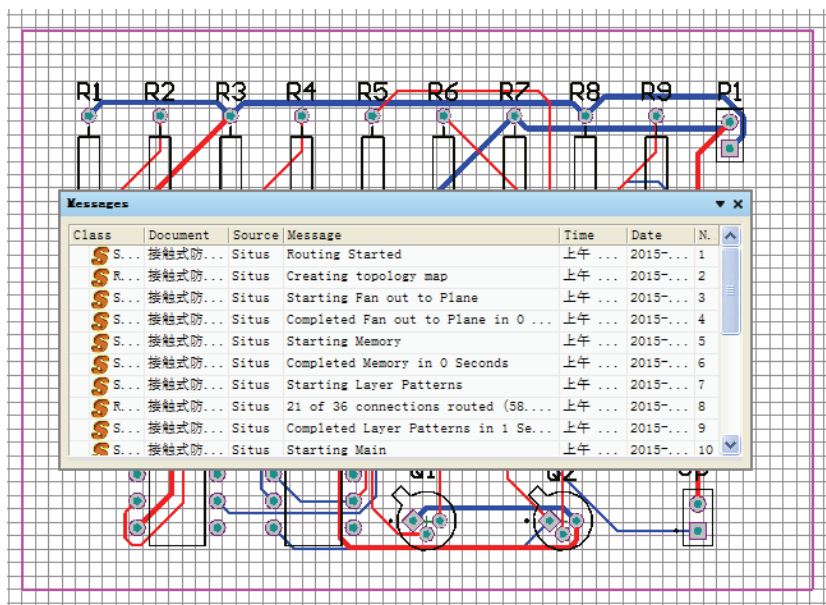 R1 R2 R3 R4 R5 R6 R7 R8 R9 P1
Messages
Class Document Source Message Time Date N.
S... 接触式防... Situs Routing Started 上午 ... 2015-... 1
R... 接触式防... Situs Creating topology map 上午 ... 2015-... 2
S... 接触式防... Situs Starting Fan out to Plane 上午 ... 2015-... 3
S... 接触式防... Situs Completed Fan out to Plane in 0 ... 上午 ... 2015-... 4
S... 接触式防... Situs Starting Memory 上午 ... 2015-... 5
S... 接触式防... Situs Completed Memory in 0 Seconds 上午 ... 2015-... 6
S... 接触式防... Situs Starting Layer Patterns 上午 ... 2015-... 7
R... 接触式防... Situs 21 of 36 connections routed (58.... 上午 ... 2015-... 8
S... 接触式防... Situs Completed Layer Patterns in 1 Se... 上午 ... 2015-... 9
S... 接触式防... Situs Starting Main 上午 ... 2015-... 10
Q1 Q2